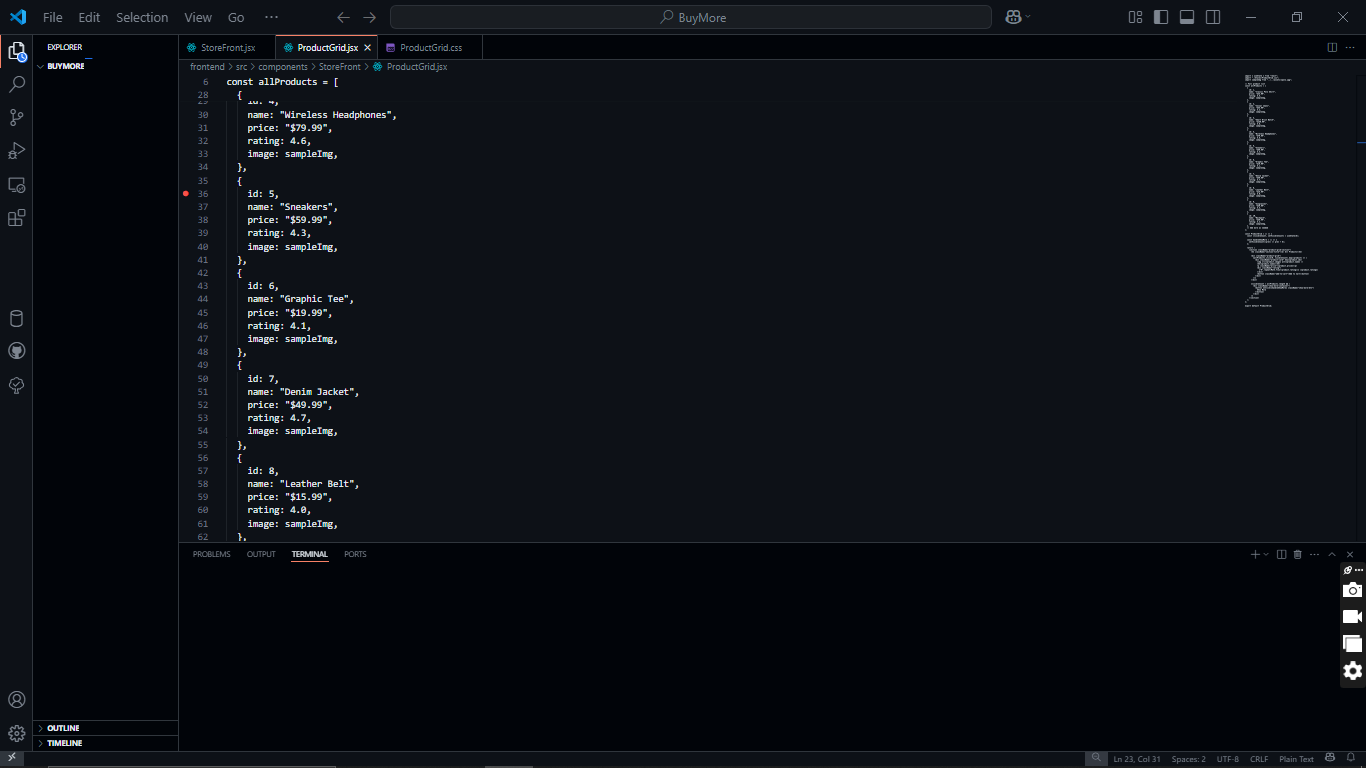 File Edit Selection View Go ··· BuyMore
EXPLORER
BUYMORE
StoreFront.jsx ProductGrid.jsx ProductGrid.css
frontend > src > components > StoreFront > ProductGrid.jsx
6 const allProducts = [
28 {
29 id: 4,
30 name: "Wireless Headphones",
31 price: "$79.99",
32 rating: 4.6,
33 image: sampleImg,
34 },
35 {
36 id: 5,
37 name: "Sneakers",
38 price: "$59.99",
39 rating: 4.3,
40 image: sampleImg,
41 },
42 {
43 id: 6,
44 name: "Graphic Tee",
45 price: "$19.99",
46 rating: 4.1,
47 image: sampleImg,
48 },
49 {
50 id: 7,
51 name: "Denim Jacket",
52 price: "$49.99",
53 rating: 4.7,
54 image: sampleImg,
55 },
56 {
57 id: 8,
58 name: "Leather Belt",
59 price: "$15.99",
60 rating: 4.0,
61 image: sampleImg,
62 },
PROBLEMS OUTPUT TERMINAL PORTS
OUTLINE
TIMELINE
Ln 23, Col 31 Spaces: 2 UTF-8 CRLF Plain Text